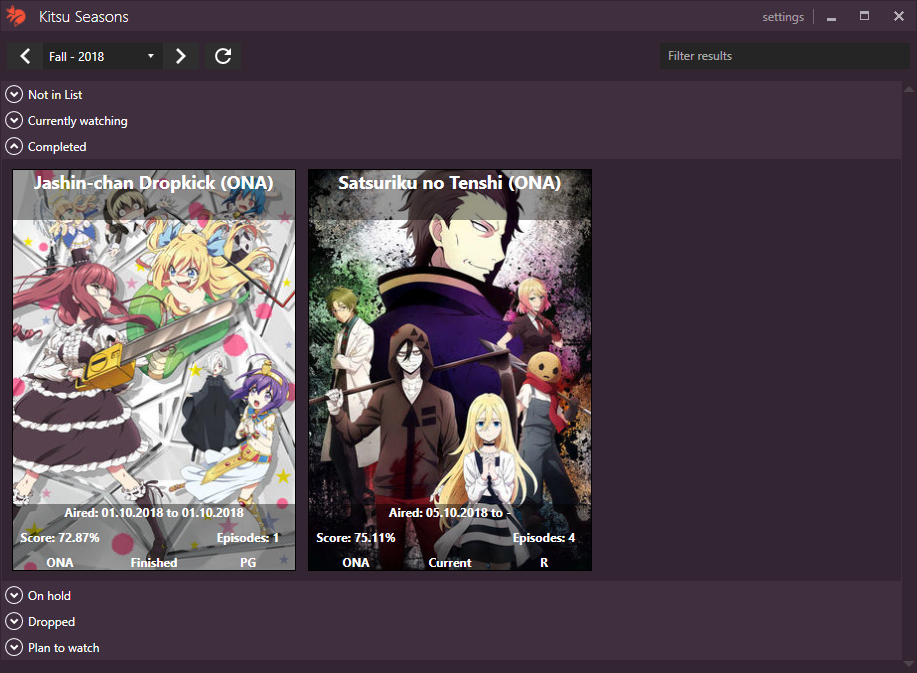 Kitsu Seasons
settings
Fall - 2018
Filter results
Not in List
Currently watching
Completed
Jashin-chan Dropkick (ONA)
Aired: 01.10.2018 to 01.10.2018
Score: 72.87%
Episodes: 1
ONA
Finished
PG
Satsuriku no Tenshi (ONA)
Aired: 05.10.2018 to -
Score: 75.11%
Episodes: 4
ONA
Current
R
On hold
Dropped
Plan to watch